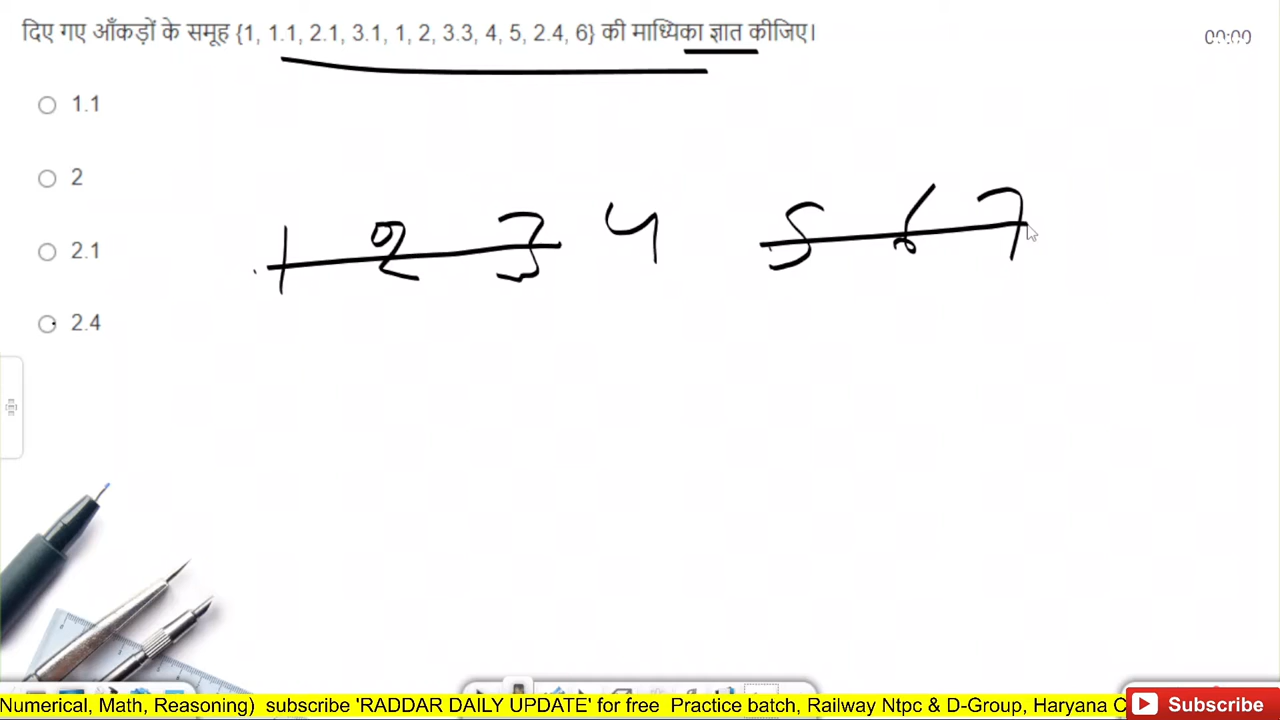 दिए गए आँकड़ों के समूह {1, 1.1, 2.1, 3.1, 1, 2, 3.3, 4, 5, 2.4, 6} की माध्यिका ज्ञात कीजिए।
00:00
1.1
2
2.1
2.4
1 2 3 4 5 6 7
Numerical, Math, Reasoning) subscribe 'RADDAR DAILY UPDATE' for free Practice batch, Railway Ntpc & D-Group, Haryana C
Subscribe